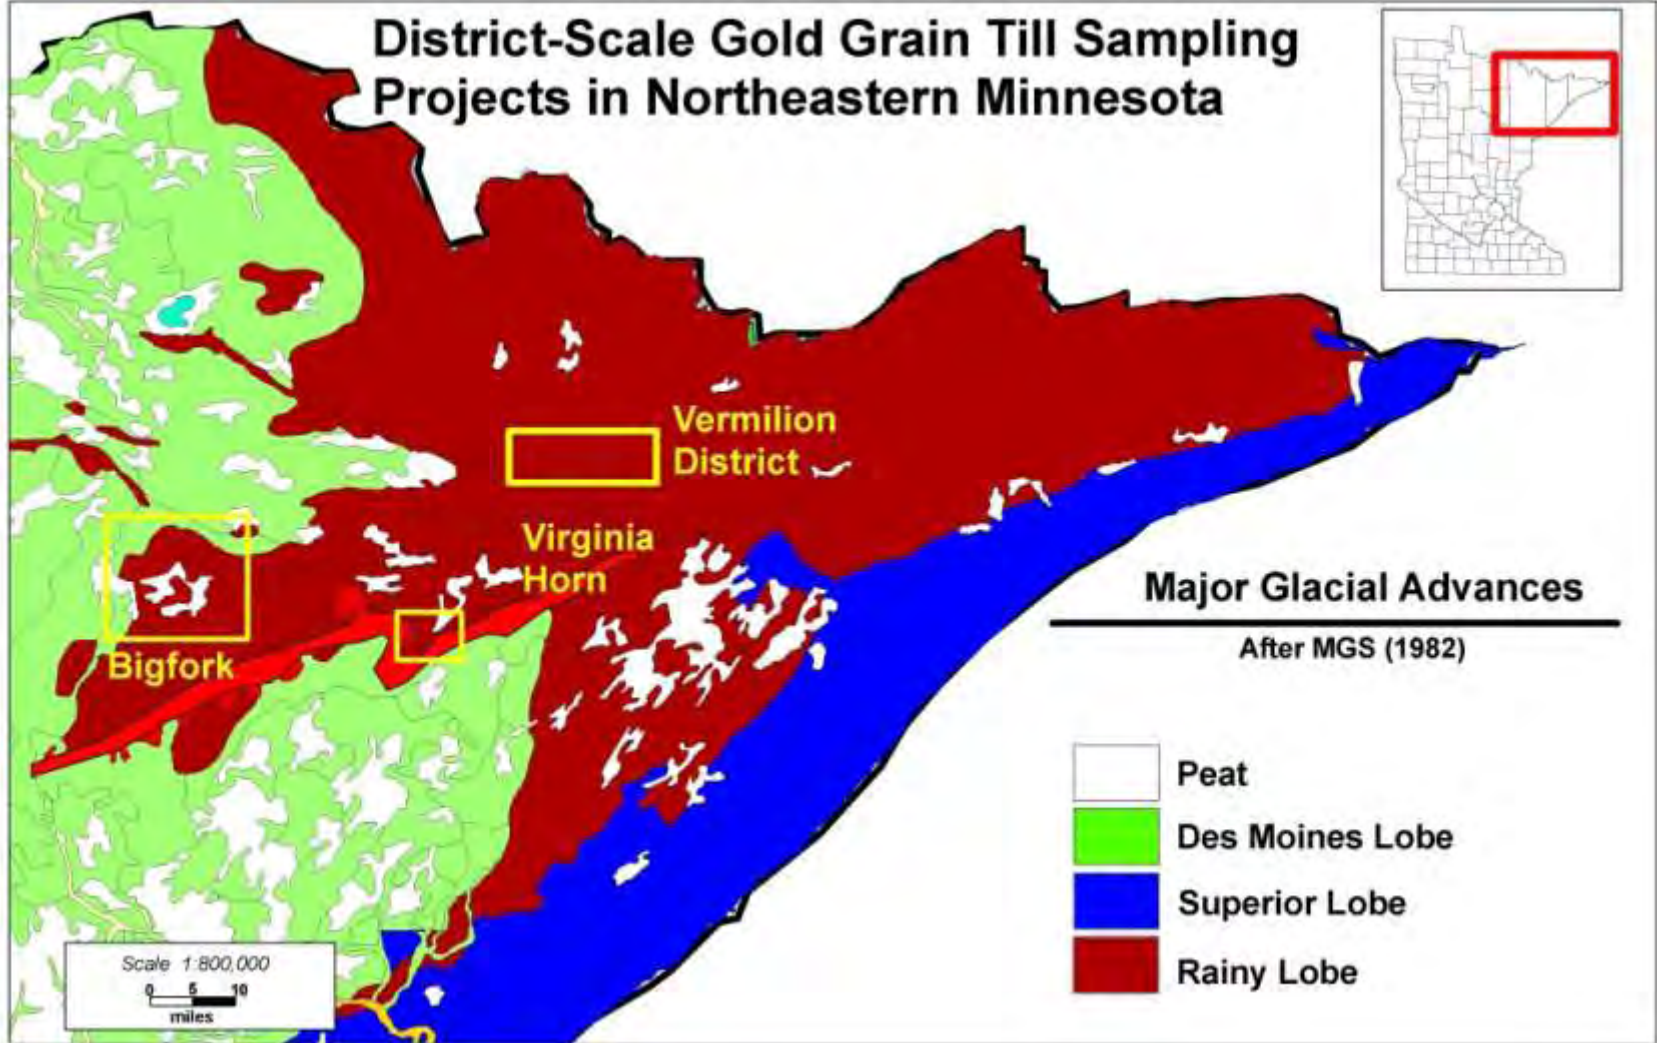 District-Scale Gold Grain Till Sampling
Projects in Northeastern Minnesota
Vermilion
District
Virginia
Horn
Bigfork
Major Glacial Advances
After MGS (1982)
Peat
Des Moines Lobe
Superior Lobe
Rainy Lobe
Scale 1:800,000
0 5 10
miles